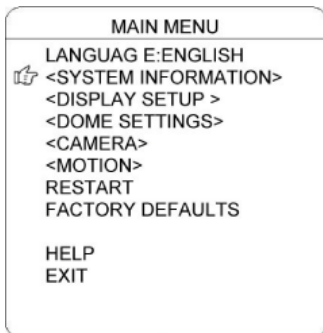 MAIN MENU
LANGUAG E:ENGLISH
<SYSTEM INFORMATION>
<DISPLAY SETUP >
<DOME SETTINGS>
<CAMERA>
<MOTION>
RESTART
FACTORY DEFAULTS
HELP
EXIT